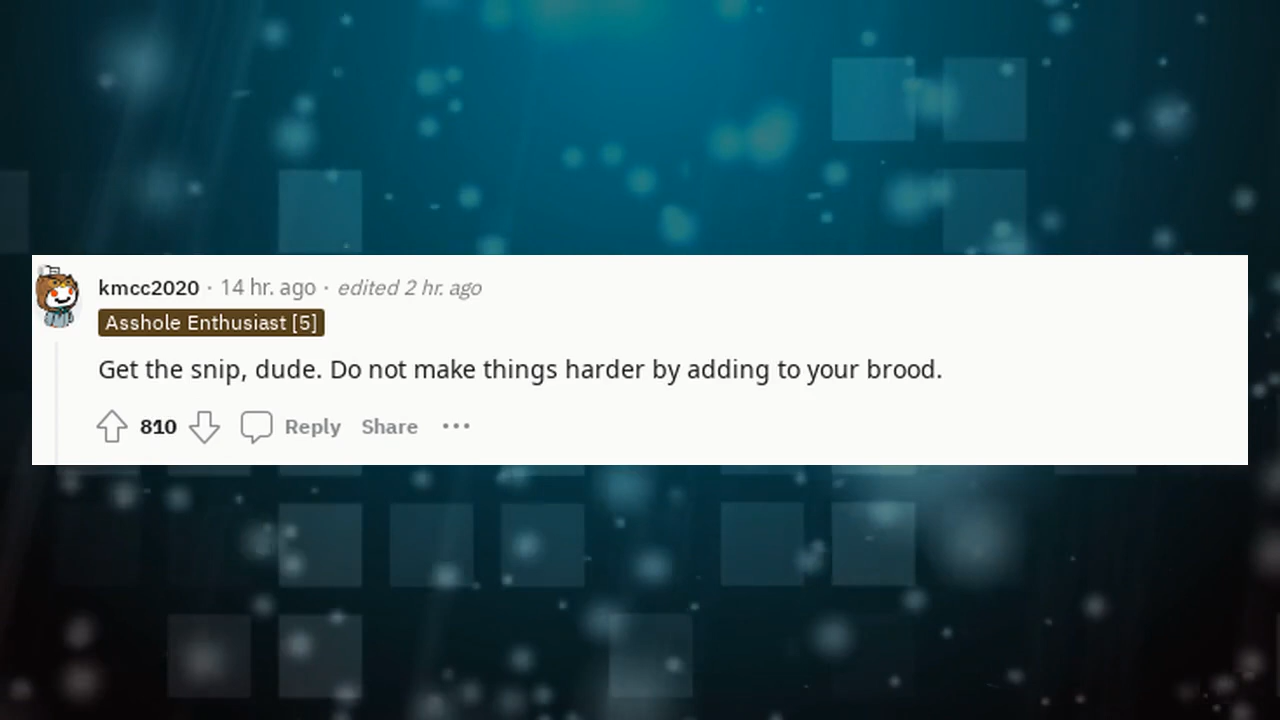 kmcc2020 · 14 hr. ago · edited 2 hr. ago
Asshole Enthusiast [5]
Get the snip, dude. Do not make things harder by adding to your brood.
810 Reply Share ···